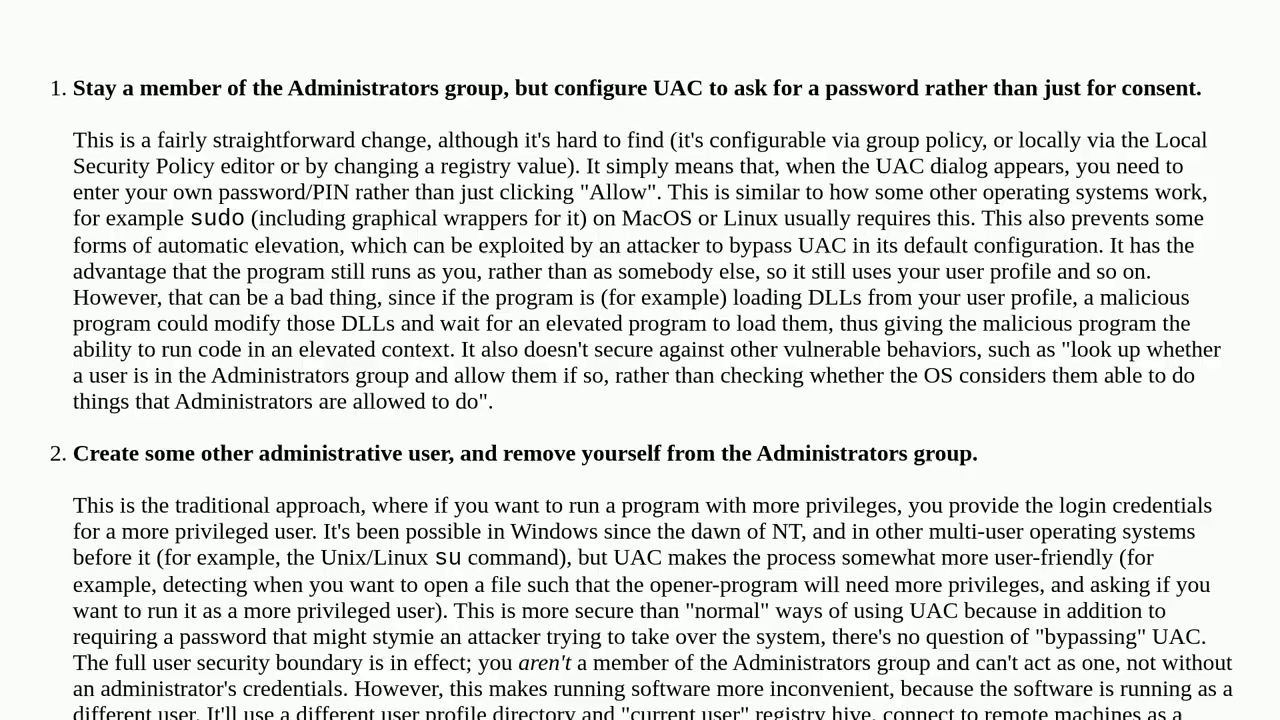 1. Stay a member of the Administrators group, but configure UAC to ask for a password rather than just for consent.
This is a fairly straightforward change, although it's hard to find (it's configurable via group policy, or locally via the Local
Security Policy editor or by changing a registry value). It simply means that, when the UAC dialog appears, you need to
enter your own password/PIN rather than just clicking "Allow". This is similar to how some other operating systems work,
for example sudo (including graphical wrappers for it) on MacOS or Linux usually requires this. This also prevents some
forms of automatic elevation, which can be exploited by an attacker to bypass UAC in its default configuration. It has the
advantage that the program still runs as you, rather than as somebody else, so it still uses your user profile and so on.
However, that can be a bad thing, since if the program is (for example) loading DLLs from your user profile, a malicious
program could modify those DLLs and wait for an elevated program to load them, thus giving the malicious program the
ability to run code in an elevated context. It also doesn't secure against other vulnerable behaviors, such as "look up whether
a user is in the Administrators group and allow them if so, rather than checking whether the OS considers them able to do
things that Administrators are allowed to do".
2. Create some other administrative user, and remove yourself from the Administrators group.
This is the traditional approach, where if you want to run a program with more privileges, you provide the login credentials
for a more privileged user. It's been possible in Windows since the dawn of NT, and in other multi-user operating systems
before it (for example, the Unix/Linux su command), but UAC makes the process somewhat more user-friendly (for
example, detecting when you want to open a file such that the opener-program will need more privileges, and asking if you
want to run it as a more privileged user). This is more secure than "normal" ways of using UAC because in addition to
requiring a password that might stymie an attacker trying to take over the system, there's no question of "bypassing" UAC.
The full user security boundary is in effect; you aren't a member of the Administrators group and can't act as one, not without
an administrator's credentials. However, this makes running software more inconvenient, because the software is running as a
different user. It'll use a different user profile directory and "current user" registry hive, connect to remote machines as a